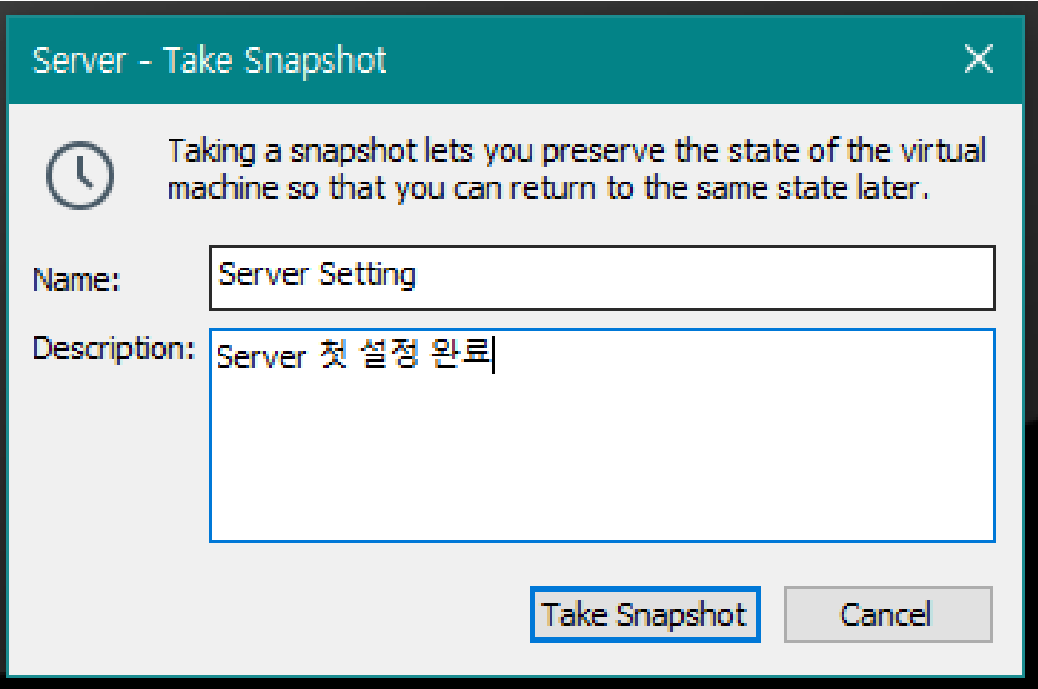 Server - Take Snapshot
Taking a snapshot lets you preserve the state of the virtual
machine so that you can return to the same state later.
Name:
Server Setting
Description:
Server 첫 설정 완료
Take Snapshot
Cancel